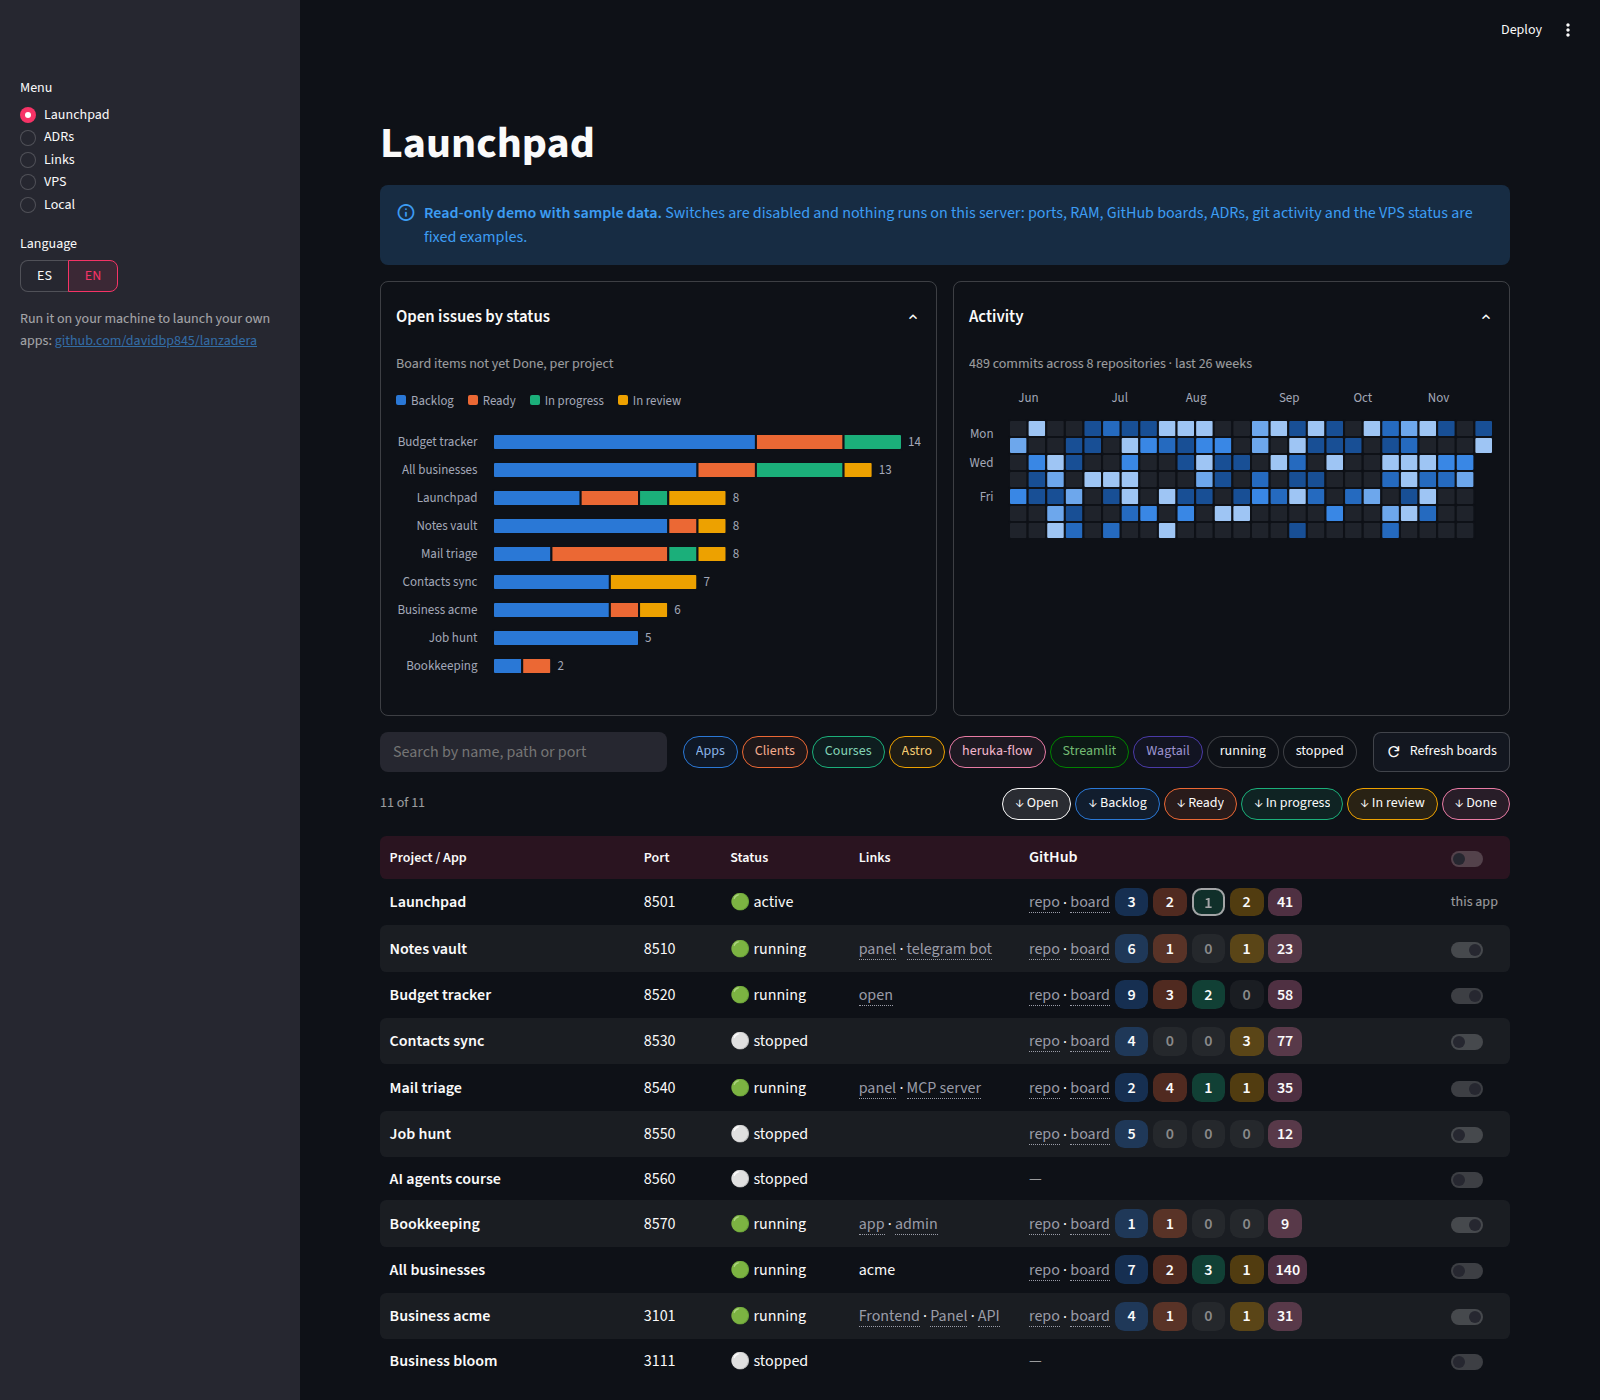 Deploy
Menu
Launchpad
ADRs
Links
VPS
Local
Language
ES EN
Run it on your machine to launch your own
apps: github.com/davidbp845/lanzadera
Launchpad
Read-only demo with sample data. Switches are disabled and nothing runs on this server: ports, RAM, GitHub boards, ADRs, git activity and the VPS status are
fixed examples.
Open issues by status
Board items not yet Done, per project
Backlog Ready In progress In review
Budget tracker 14
All businesses 13
Launchpad 8
Notes vault 8
Mail triage 8
Contacts sync 7
Business acme 6
Job hunt 5
Bookkeeping 2
Activity
489 commits across 8 repositories · last 26 weeks
Jun Jul Aug Sep Oct Nov
Mon
Wed
Fri
Search by name, path or port
Apps Clients Courses Astro heruka-flow Streamlit Wagtail running stopped Refresh boards
11 of 11
↓ Open ↓ Backlog ↓ Ready ↓ In progress ↓ In review ↓ Done
Project / App Port Status Links GitHub
Launchpad 8501 active repo · board 3 2 1 2 41 this app
Notes vault 8510 running panel · telegram bot repo · board 6 1 0 1 23
Budget tracker 8520 running open repo · board 9 3 2 0 58
Contacts sync 8530 stopped repo · board 4 0 0 3 77
Mail triage 8540 running panel · MCP server repo · board 2 4 1 1 35
Job hunt 8550 stopped repo · board 5 0 0 0 12
AI agents course 8560 stopped —
Bookkeeping 8570 running app · admin repo · board 1 1 0 0 9
All businesses running acme repo · board 7 2 3 1 140
Business acme 3101 running Frontend · Panel · API repo · board 4 1 0 1 31
Business bloom 3111 stopped —